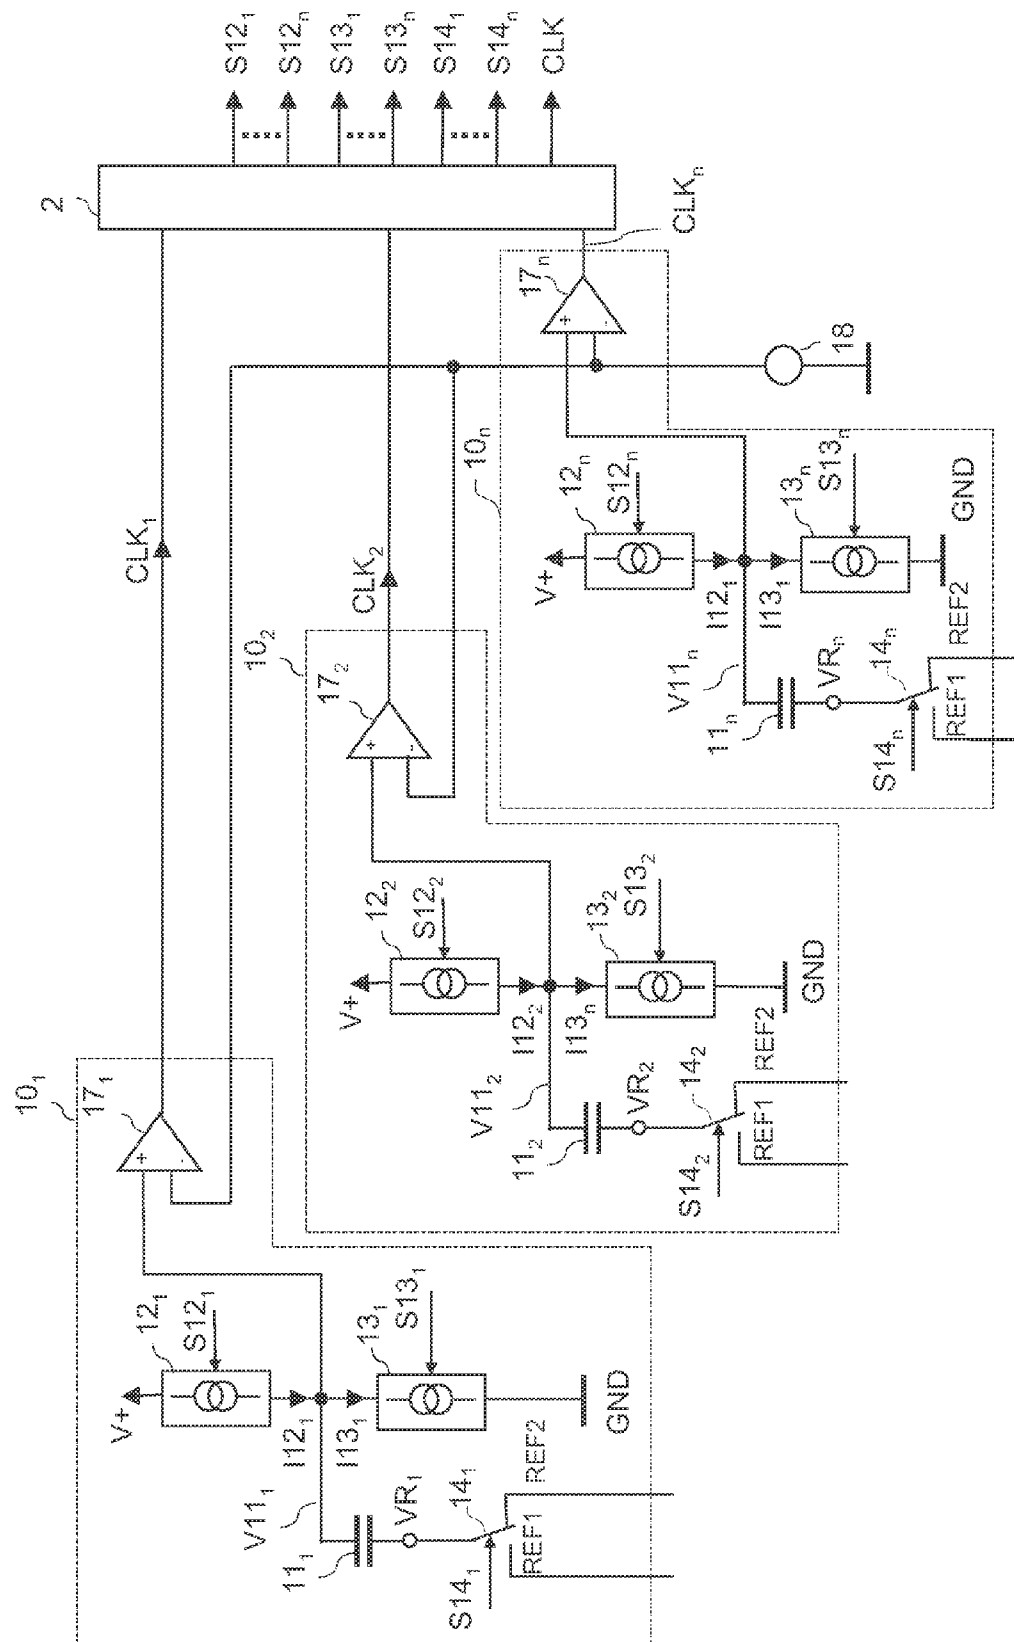 S12₁
S12ₙ
S13₁
S13ₙ
S14₁
S14ₙ
CLK
2
CLK₁
CLK₂
CLKₙ
10₁
17₁
+
-
12₁
S12₁
V+
I12₁
I13₁
13₁
S13₁
GND
V11₁
11₁
VR₁
14₁
S14₁
REF1
REF2
10₂
17₂
+
-
12₂
S12₂
V+
I12₂
I13ₙ
13₂
S13₂
GND
V11₂
11₂
VR₂
14₂
S14₂
REF1
REF2
10ₙ
17ₙ
+
-
18
12ₙ
S12ₙ
V+
I12₁
I13₁
13ₙ
S13ₙ
GND
V11ₙ
11ₙ
VRₙ
14ₙ
S14ₙ
REF1
REF2